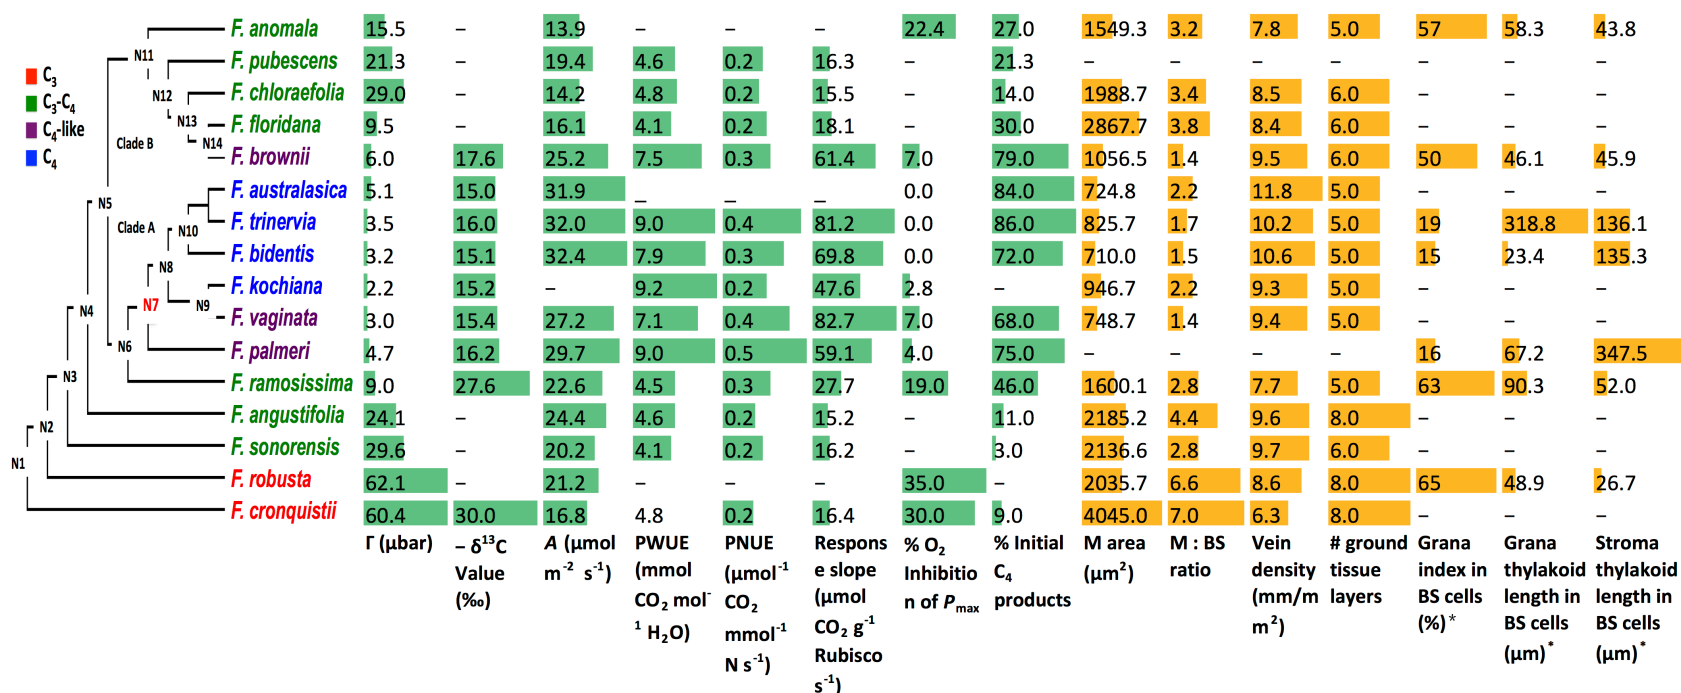 C3
C3-C4
C4-like
C4
N1
N2
N3
N4
N5
N6
N7
N8
N9
N10
N11
N12
N13
N14
Clade B
Clade A
F. anomala 15.5 – 13.9 – – – 22.4 27.0 1549.3 3.2 7.8 5.0 57 58.3 43.8
F. pubescens 21.3 – 19.4 4.6 0.2 16.3 – 21.3 – – – – – – –
F. chloraefolia 29.0 – 14.2 4.8 0.2 15.5 – 14.0 1988.7 3.4 8.5 6.0 – – –
F. floridana 9.5 – 16.1 4.1 0.2 18.1 – 30.0 2867.7 3.8 8.4 6.0 – – –
F. brownii 6.0 17.6 25.2 7.5 0.3 61.4 7.0 79.0 1056.5 1.4 9.5 6.0 50 46.1 45.9
F. australasica 5.1 15.0 31.9 – – – 0.0 84.0 724.8 2.2 11.8 5.0 – – –
F. trinervia 3.5 16.0 32.0 9.0 0.4 81.2 0.0 86.0 825.7 1.7 10.2 5.0 19 318.8 136.1
F. bidentis 3.2 15.1 32.4 7.9 0.3 69.8 0.0 72.0 710.0 1.5 10.6 5.0 15 23.4 135.3
F. kochiana 2.2 15.2 – 9.2 0.2 47.6 2.8 – 946.7 2.2 9.3 5.0 – – –
F. vaginata 3.0 15.4 27.2 7.1 0.4 82.7 7.0 68.0 748.7 1.4 9.4 5.0 – – –
F. palmeri 4.7 16.2 29.7 9.0 0.5 59.1 4.0 75.0 – – – – 16 67.2 347.5
F. ramosissima 9.0 27.6 22.6 4.5 0.3 27.7 19.0 46.0 1600.1 2.8 7.7 5.0 63 90.3 52.0
F. angustifolia 24.1 – 24.4 4.6 0.2 15.2 – 11.0 2185.2 4.4 9.6 8.0 – – –
F. sonorensis 29.6 – 20.2 4.1 0.2 16.2 – 3.0 2136.6 2.8 9.7 6.0 – – –
F. robusta 62.1 – 21.2 – – – 35.0 – 2035.7 6.6 8.6 8.0 65 48.9 26.7
F. cronquistii 60.4 30.0 16.8 4.8 0.2 16.4 30.0 9.0 4045.0 7.0 6.3 8.0 – – –
Γ (μbar)
– δ13C
Value
(‰)
A (μmol
m-2 s-1)
PWUE
(mmol
CO2 mol-
1 H2O)
PNUE
(μmol-1
CO2
mmol-1
N s-1)
Respons
e slope
(μmol
CO2 g-1
Rubisco
s-1)
% O2
Inhibitio
n of Pmax
% Initial
C4
products
M area
(μm2)
M : BS
ratio
Vein
density
(mm/m
m2)
# ground
tissue
layers
Grana
index in
BS cells
(%)*
Grana
thylakoid
length in
BS cells
(μm)*
Stroma
thylakoid
length in
BS cells
(μm)*